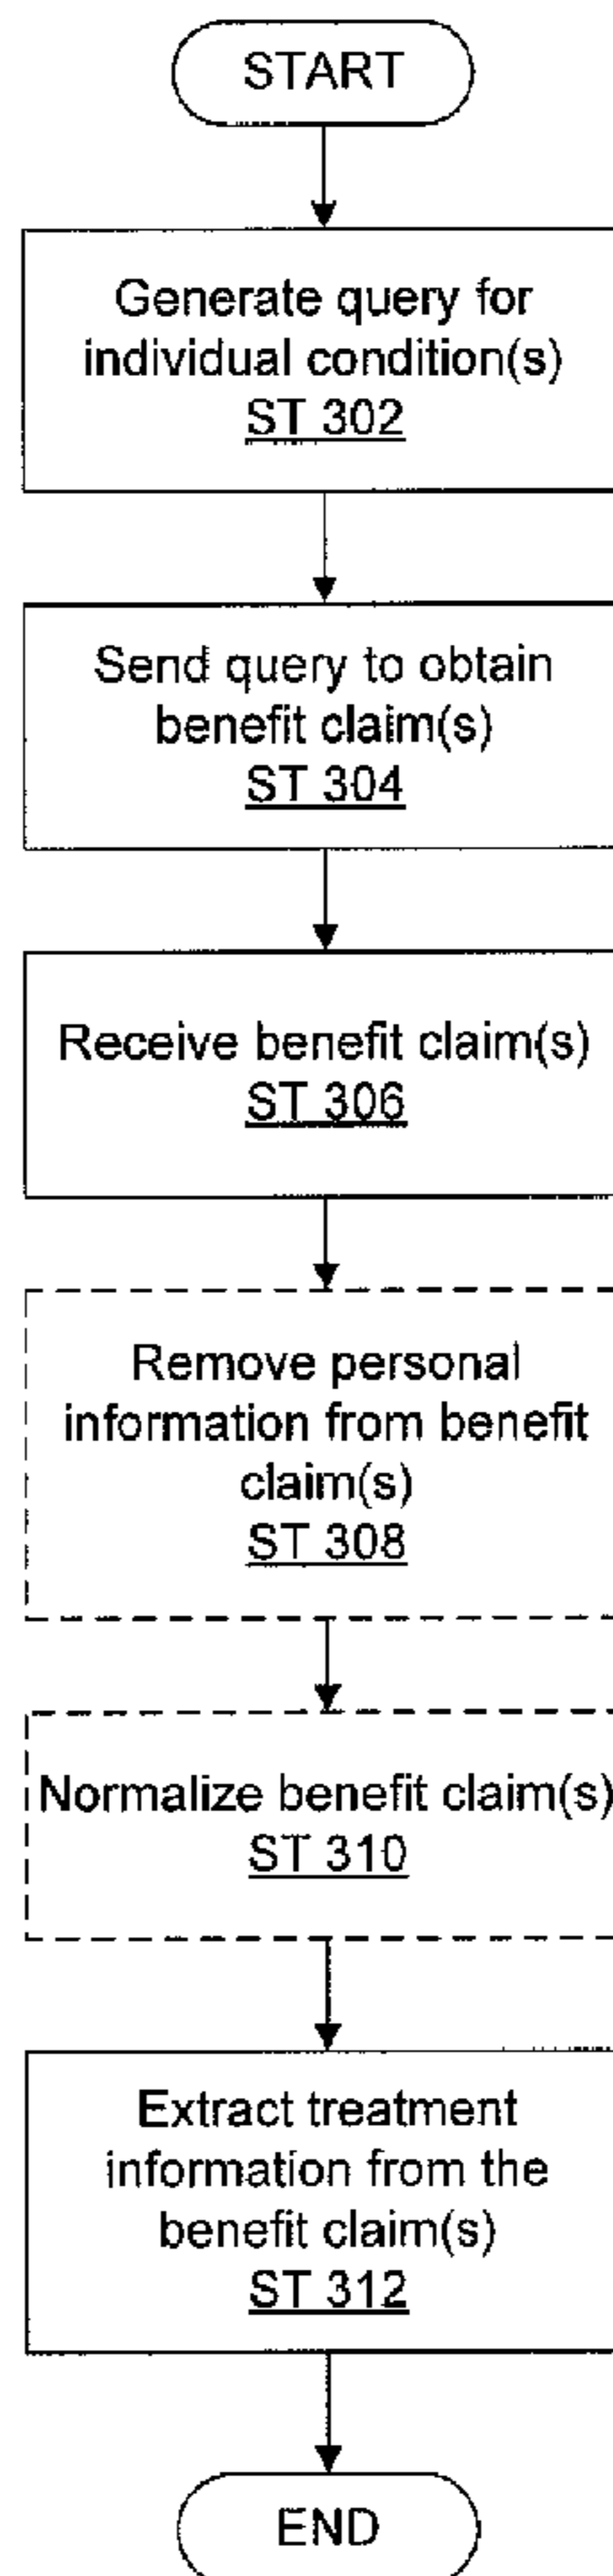 START
Generate query for
individual condition(s)
ST 302
Send query to obtain
benefit claim(s)
ST 304
Receive benefit claim(s)
ST 306
Remove personal
information from benefit
claim(s)
ST 308
Normalize benefit claim(s)
ST 310
Extract treatment
information from the
benefit claim(s)
ST 312
END